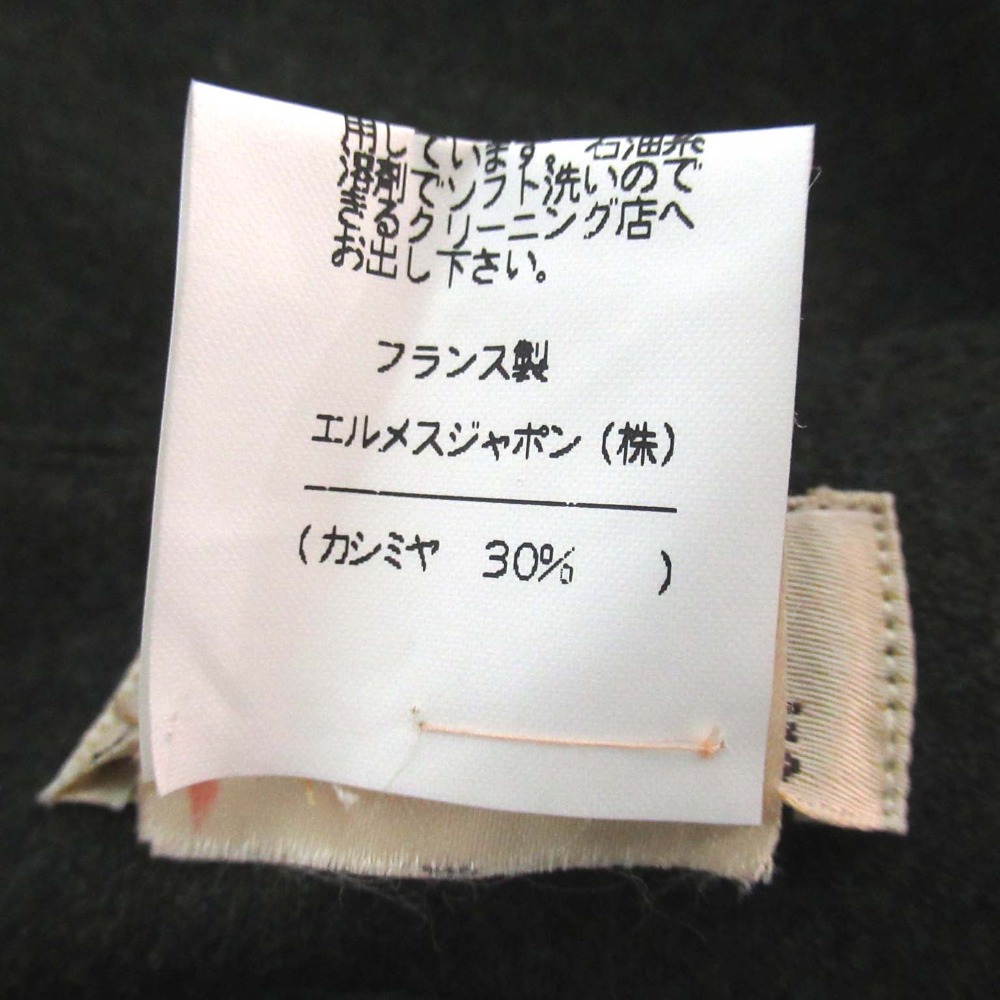 用しています。石油系
溶剤でソフト洗いので
きるクリーニング店へ
お出し下さい。
フランス製
エルメスジャポン（株）
（カシミヤ 30% ）